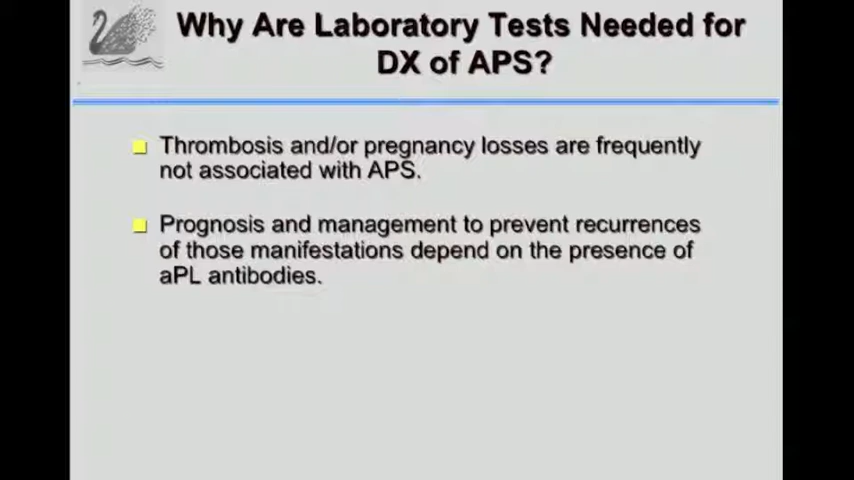 Why Are Laboratory Tests Needed for
DX of APS?
Thrombosis and/or pregnancy losses are frequently
not associated with APS.
Prognosis and management to prevent recurrences
of those manifestations depend on the presence of
aPL antibodies.